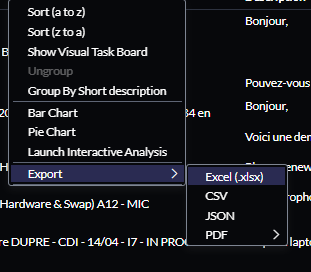 Sort (a to z)
Bonjour,
Sort (z to a)
Show Visual Task Board
Ungroup
Pouvez-vous
Group By Short description
Bonjour,
Bar Chart
34 en
Pie Chart
Voici une
Launch Interactive Analysis
Export
Excel (.xlsx)
CSV
Hardware & Swap) A12 - MIC
JSON
re DUPRE - CDI - 14/04 - I7 - IN
PDF